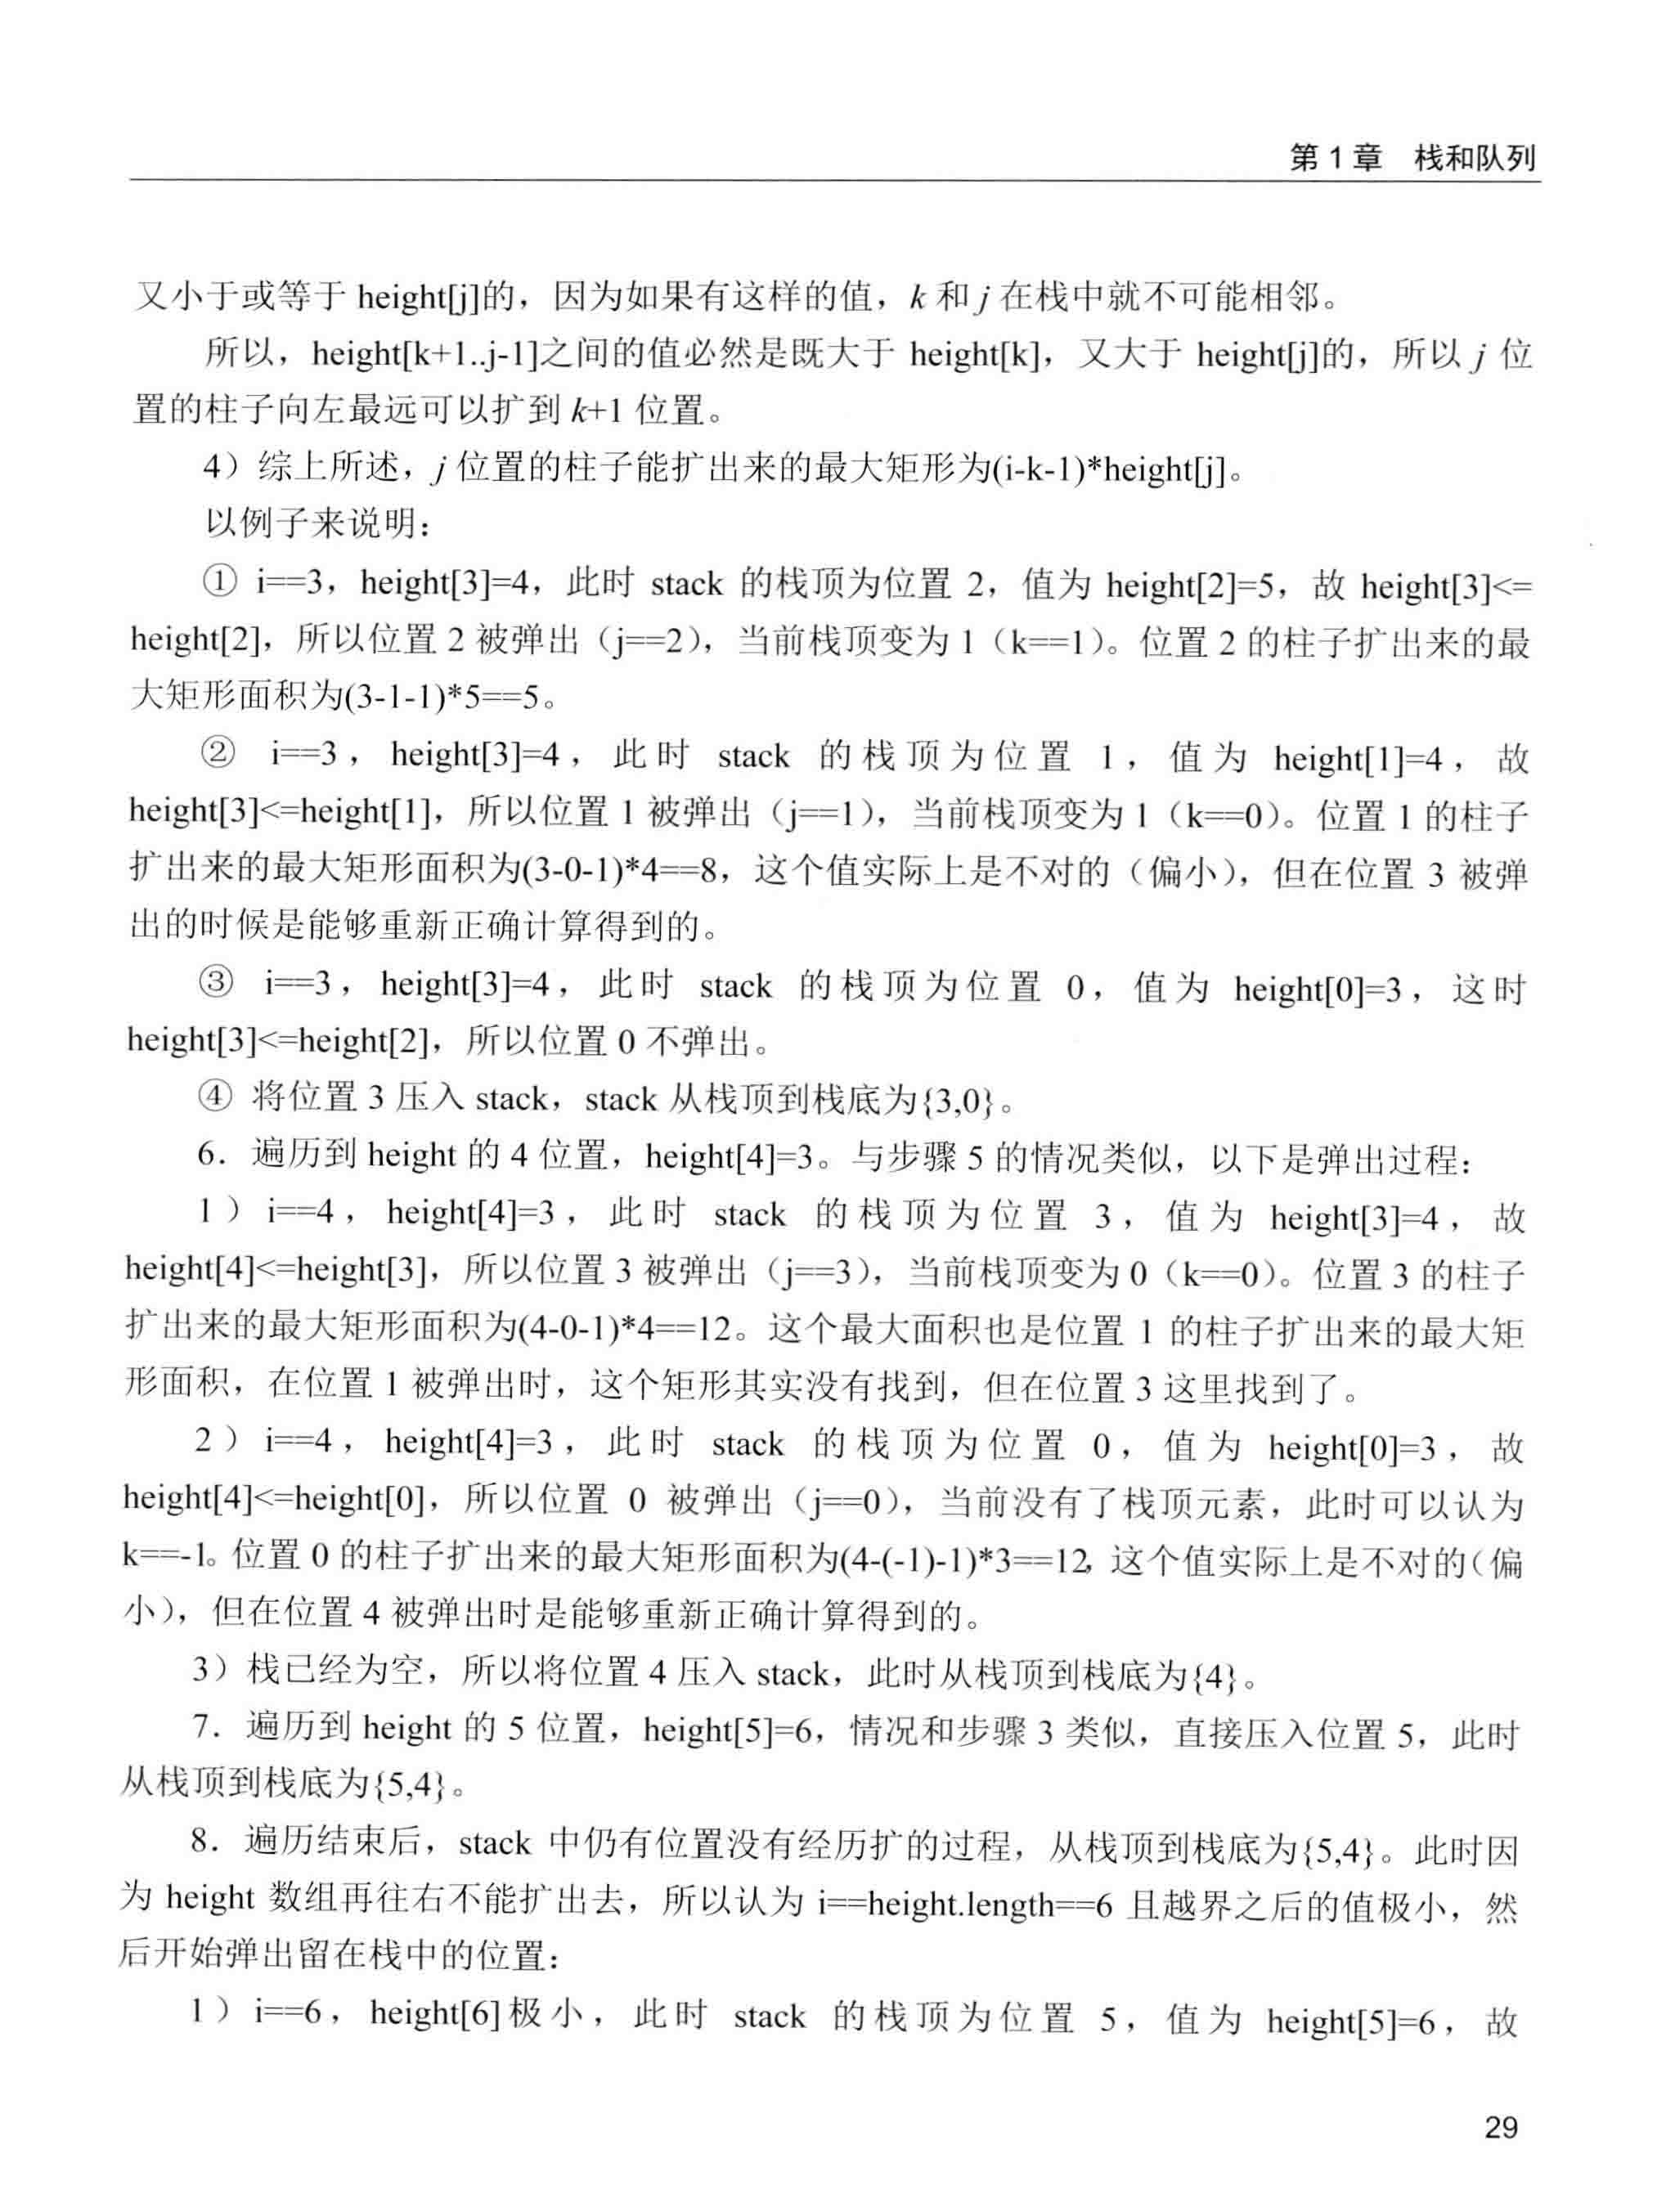 第1章 栈和队列
又小于或等于 height[j]的，因为如果有这样的值，k 和 j 在栈中就不可能相邻。
所以，height[k+1..j-1]之间的值必然是既大于 height[k]，又大于 height[j]的，所以 j 位
置的柱子向左最远可以扩到 k+1 位置。
4）综上所述，j 位置的柱子能扩出来的最大矩形为(i-k-1)*height[j]。
以例子来说明：
① i==3，height[3]=4，此时 stack 的栈顶为位置 2，值为 height[2]=5，故 height[3]<=
height[2]，所以位置 2 被弹出（j==2），当前栈顶变为 1（k==1）。位置 2 的柱子扩出来的最
大矩形面积为(3-1-1)*5==5。
② i==3，height[3]=4，此时 stack 的栈顶为位置 1，值为 height[1]=4，故
height[3]<=height[1]，所以位置 1 被弹出（j==1），当前栈顶变为 1（k==0）。位置 1 的柱子
扩出来的最大矩形面积为(3-0-1)*4==8，这个值实际上是不对的（偏小），但在位置 3 被弹
出的时候是能够重新正确计算得到的。
③ i==3，height[3]=4，此时 stack 的栈顶为位置 0，值为 height[0]=3，这时
height[3]<=height[2]，所以位置 0 不弹出。
④ 将位置 3 压入 stack，stack 从栈顶到栈底为{3,0}。
6．遍历到 height 的 4 位置，height[4]=3。与步骤 5 的情况类似，以下是弹出过程：
1）i==4，height[4]=3，此时 stack 的栈顶为位置 3，值为 height[3]=4，故
height[4]<=height[3]，所以位置 3 被弹出（j==3），当前栈顶变为 0（k==0）。位置 3 的柱子
扩出来的最大矩形面积为(4-0-1)*4==12。这个最大面积也是位置 1 的柱子扩出来的最大矩
形面积，在位置 1 被弹出时，这个矩形其实没有找到，但在位置 3 这里找到了。
2）i==4，height[4]=3，此时 stack 的栈顶为位置 0，值为 height[0]=3，故
height[4]<=height[0]，所以位置 0 被弹出（j==0），当前没有了栈顶元素，此时可以认为
k==-1。位置 0 的柱子扩出来的最大矩形面积为(4-(-1)-1)*3==12，这个值实际上是不对的（偏
小），但在位置 4 被弹出时是能够重新正确计算得到的。
3）栈已经为空，所以将位置 4 压入 stack，此时从栈顶到栈底为{4}。
7．遍历到 height 的 5 位置，height[5]=6，情况和步骤 3 类似，直接压入位置 5，此时
从栈顶到栈底为{5,4}。
8．遍历结束后，stack 中仍有位置没有经历扩的过程，从栈顶到栈底为{5,4}。此时因
为 height 数组再往右不能扩出去，所以认为 i==height.length==6 且越界之后的值极小，然
后开始弹出留在栈中的位置：
1）i==6，height[6]极小，此时 stack 的栈顶为位置 5，值为 height[5]=6，故
29